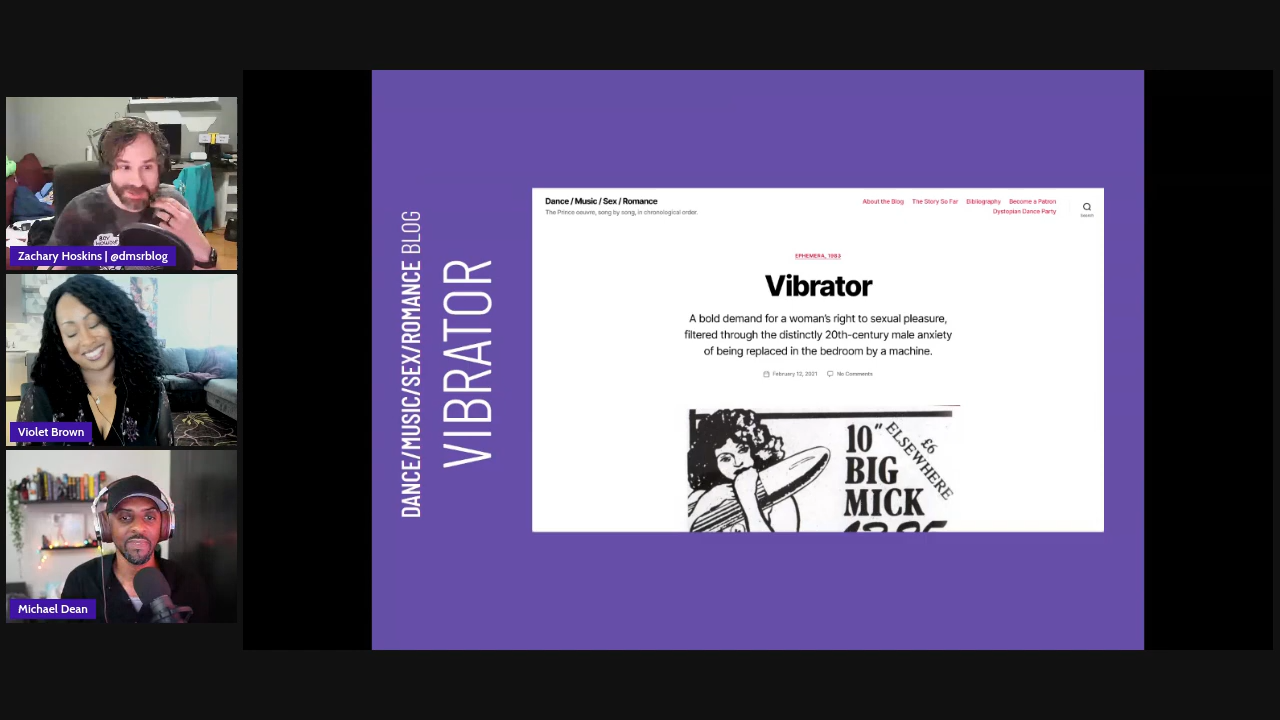 Zachary Hoskins | @dmsrblog
Violet Brown
Michael Dean
DANCE/MUSIC/SEX/ROMANCE BLOG
VIBRATOR
Dance / Music / Sex / Romance
The Prince oeuvre, song by song, in chronological order.
About the Blog The Story So Far Bibliography Become a Patron
Dystopian Dance Party
Search
EPHEMERA, 1983
Vibrator
A bold demand for a woman's right to sexual pleasure,
filtered through the distinctly 20th-century male anxiety
of being replaced in the bedroom by a machine.
February 12, 2021 No Comments
10"
BIG
MICK
ELSEWHERE
£6